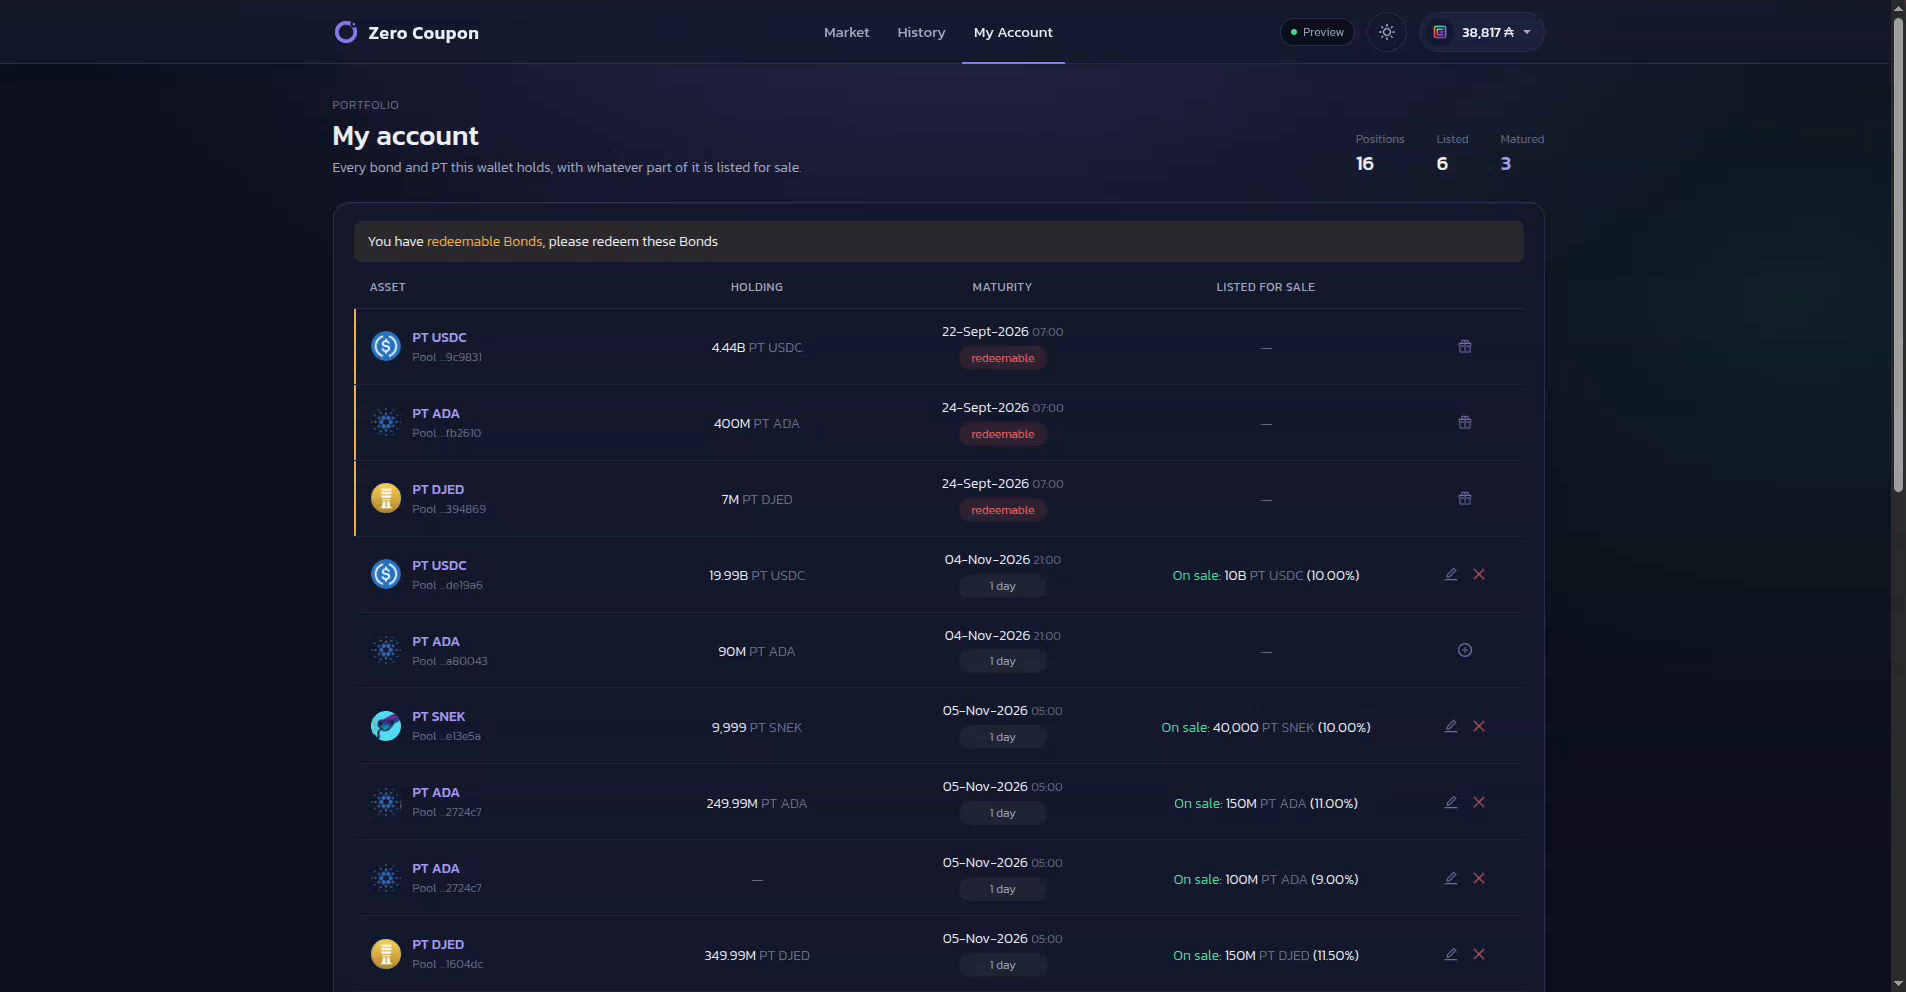 Zero Coupon
Market History My Account
Preview
38,817 ₳
PORTFOLIO
My account
Every bond and PT this wallet holds, with whatever part of it is listed for sale.
Positions Listed Matured
16 6 3
You have redeemable Bonds, please redeem these Bonds
ASSET HOLDING MATURITY LISTED FOR SALE
PT USDC
Pool ...9c9831
4.44B PT USDC
22-Sept-2026 07:00
redeemable
—
PT ADA
Pool ...fb2610
400M PT ADA
24-Sept-2026 07:00
redeemable
—
PT DJED
Pool ...394869
7M PT DJED
24-Sept-2026 07:00
redeemable
—
PT USDC
Pool ...de19a6
19.99B PT USDC
04-Nov-2026 21:00
1 day
On sale: 10B PT USDC (10.00%)
PT ADA
Pool ...a80043
90M PT ADA
04-Nov-2026 21:00
1 day
—
PT SNEK
Pool ...e13e5a
9,999 PT SNEK
05-Nov-2026 05:00
1 day
On sale: 40,000 PT SNEK (10.00%)
PT ADA
Pool ...2724c7
249.99M PT ADA
05-Nov-2026 05:00
1 day
On sale: 150M PT ADA (11.00%)
PT ADA
Pool ...2724c7
—
05-Nov-2026 05:00
1 day
On sale: 100M PT ADA (9.00%)
PT DJED
Pool ...1604dc
349.99M PT DJED
05-Nov-2026 05:00
1 day
On sale: 150M PT DJED (11.50%)